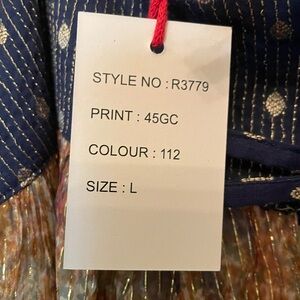 STYLE NO : R3779
PRINT : 45GC
COLOUR : 112
SIZE : L